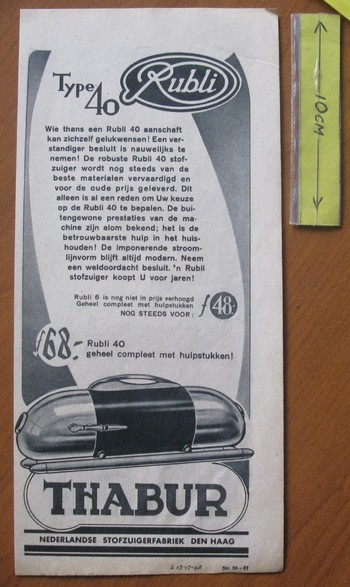 Type 40
Rubli
Wie thans een Rubli 40 aanschaft
kan zichzelf gelukwensen! Een ver-
standiger besluit is nauwelijks te
nemen! De robuste Rubli 40 stof-
zuiger wordt nog steeds van de
beste materialen vervaardigd en
voor de oude prijs geleverd. Dit
alleen is al een reden om Uw keuze
op de Rubli 40 te bepalen. De bui-
tengewone prestaties van de ma-
chine zijn alom bekend; het is de
betrouwbaarste hulp in het huis-
houden! De imponerende stroom-
lijnvorm blijft altijd modern. Neem
een weldoordacht besluit. 'n Rubli
stofzuiger koopt U voor jaren!
Rubli 6 is nog niet in prijs verhoogd
Geheel compleet met hulpstukken
NOG STEEDS VOOR: f 48.-
f 68.- Rubli 40
geheel compleet met hulpstukken!
THABUR
NEDERLANDSE STOFZUIGERFABRIEK DEN HAAG
10CM